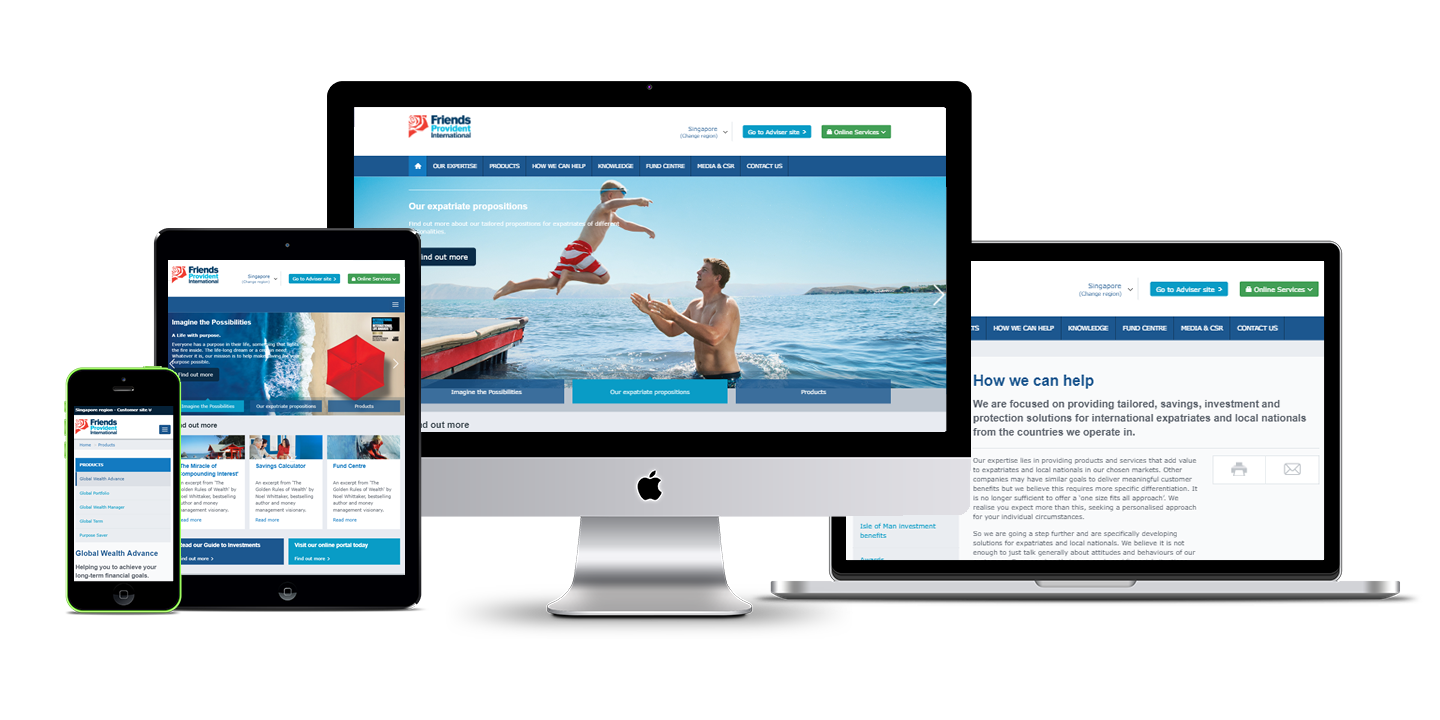 Friends
Provident
International
Singapore
(Change region)
Go to Adviser site >
Online Services
OUR EXPERTISE
PRODUCTS
HOW WE CAN HELP
KNOWLEDGE
FUND CENTRE
MEDIA & CSR
CONTACT US
Our expatriate propositions
Find out more about our tailored propositions for expatriates of different
ind out more
Imagine the Possibilities
Our expatriate propositions
Products
nd out more
Friends
Provident
International
Singapore
(Change region)
Go to Adviser site >
Online Services
Imagine the Possibilities
A Life with purpose.
Everyone has a purpose in their life, something that lights
the fire inside. The life-long dream or a certain need.
Whatever it is, our mission is to help make living for your
purpose possible.
Find out more
Imagine the Possibilities
Our expatriate propositions
Products
nd out more
The Miracle of
Compounding Interest'
An excerpt from 'The
Golden Rules of Wealth' by
Noel Whittaker, bestselling
author and money
management visionary.
Read more
Savings Calculator
An excerpt from 'The
Golden Rules of Wealth' by
Noel Whittaker, bestselling
author and money
management visionary.
Read more
Fund Centre
An excerpt from 'The
Golden Rules of Wealth' by
Noel Whittaker, bestselling
author and money
management visionary.
Read more
Read our Guide to Investments
out more >
Visit our online portal today
Find out more >
Singapore region - Customer site
Friends
Provident
International
Home
Products
PRODUCTS
Global Wealth Advance
Global Portfolio
Global Wealth Manager
Global Term
Purpose Saver
Global Wealth Advance
Helping you to achieve your
long-term financial goals.
Singapore
(Change region)
Go to Adviser site >
Online Services
TS
HOW WE CAN HELP
KNOWLEDGE
FUND CENTRE
MEDIA & CSR
CONTACT US
How we can help
We are focused on providing tailored, savings, investment and
protection solutions for international expatriates and local nationals
from the countries we operate in.
Our expertise lies in providing products and services that add value
to expatriates and local nationals in our chosen markets. Other
companies may have similar goals to deliver meaningful customer
benefits but we believe this requires more specific differentiation. It
is no longer sufficient to offer a 'one size fits all approach'. We
realise you expect more than this, seeking a personalised approach
for your individual circumstances.
So we are going a step further and are specifically developing
solutions for expatriates and local nationals. We believe it is not
enough to just talk generally about attitudes and behaviours of our
Isle of Man investment
benefits
Awards